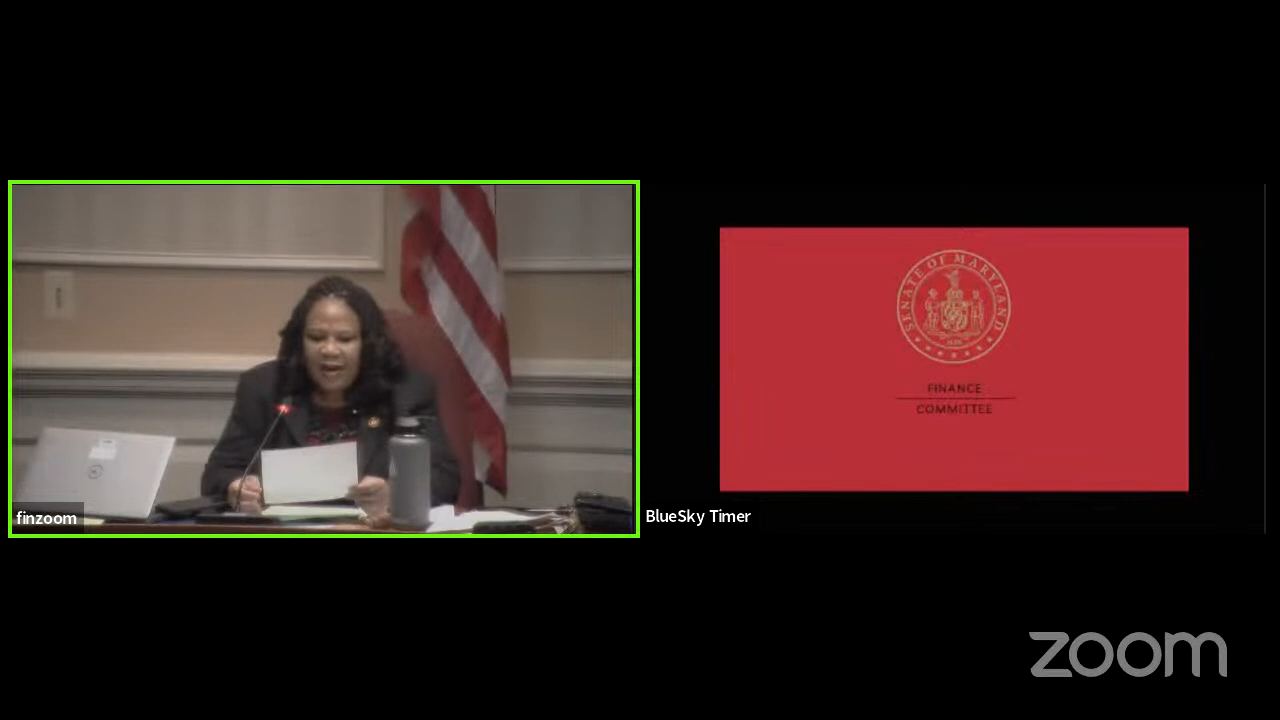 SENATE OF MARYLAND
FINANCE
COMMITTEE
finzoom
BlueSky Timer
zoom